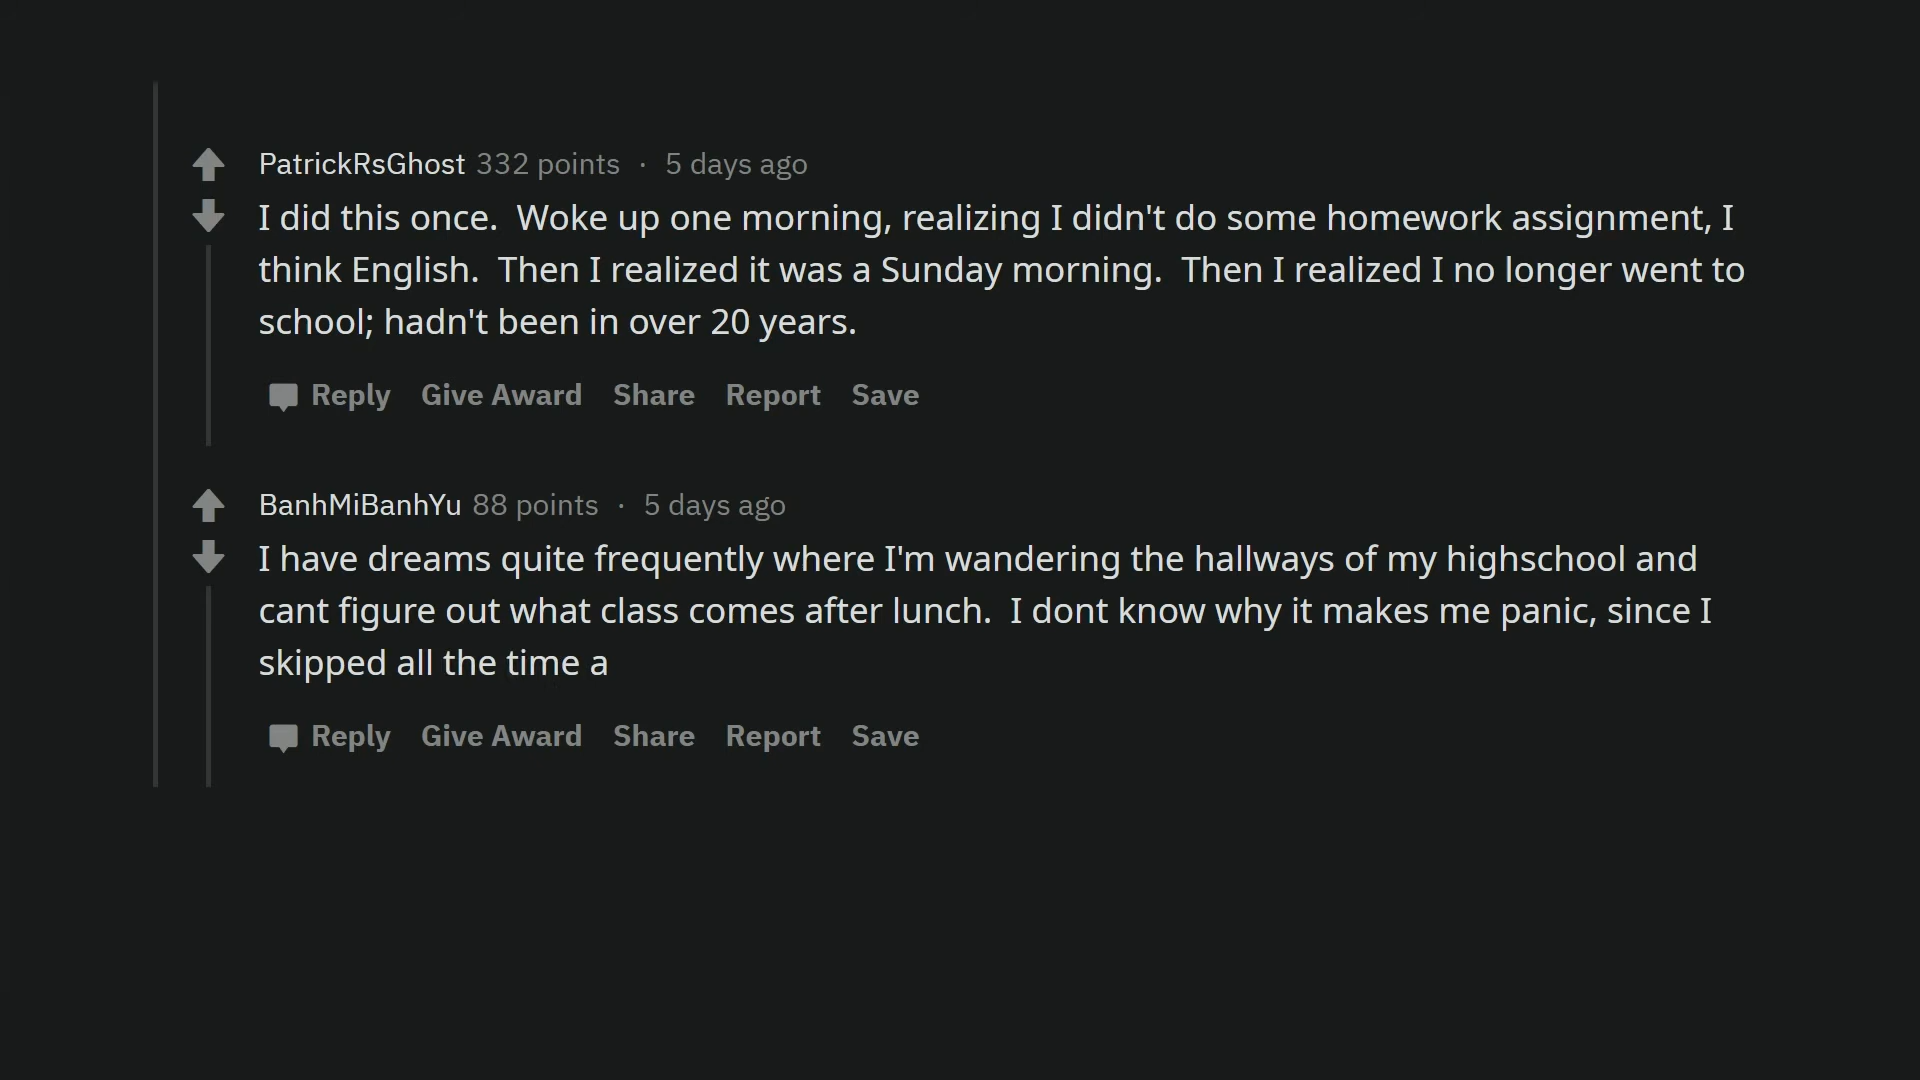 PatrickRsGhost 332 points · 5 days ago
I did this once.  Woke up one morning, realizing I didn't do some homework assignment, I
think English.  Then I realized it was a Sunday morning.  Then I realized I no longer went to
school; hadn't been in over 20 years.
Reply Give Award Share Report Save
BanhMiBanhYu 88 points · 5 days ago
I have dreams quite frequently where I'm wandering the hallways of my highschool and
cant figure out what class comes after lunch.  I dont know why it makes me panic, since I
skipped all the time a
Reply Give Award Share Report Save